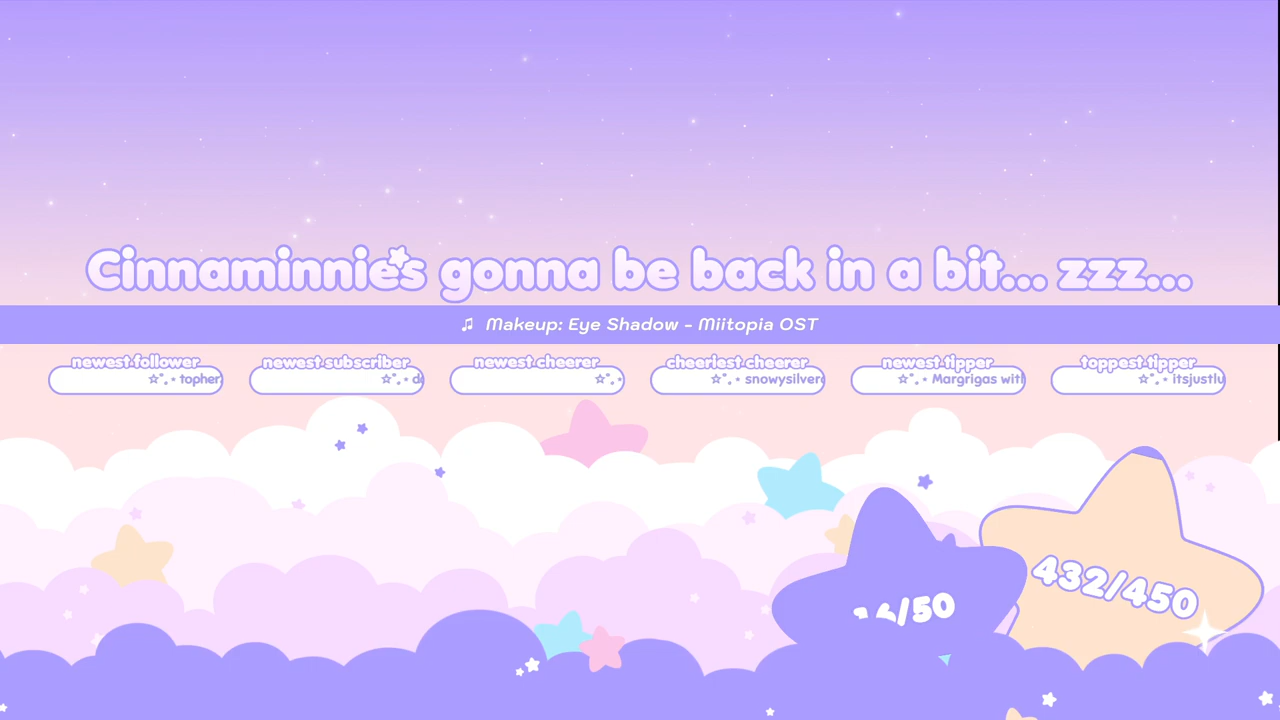 Cinnaminnie's gonna be back in a bit... zzz...
♫ Makeup: Eye Shadow - Miitopia OST
newest follower
newest subscriber
newest cheerer
cheeriest cheerer
newest tipper
toppest tipper
☆*｡⋆ topher
☆*｡⋆
☆*｡⋆
☆*｡⋆ snowysilver
☆*｡⋆ Margrigas with
☆*｡⋆ itsjustlu
432/450
/50